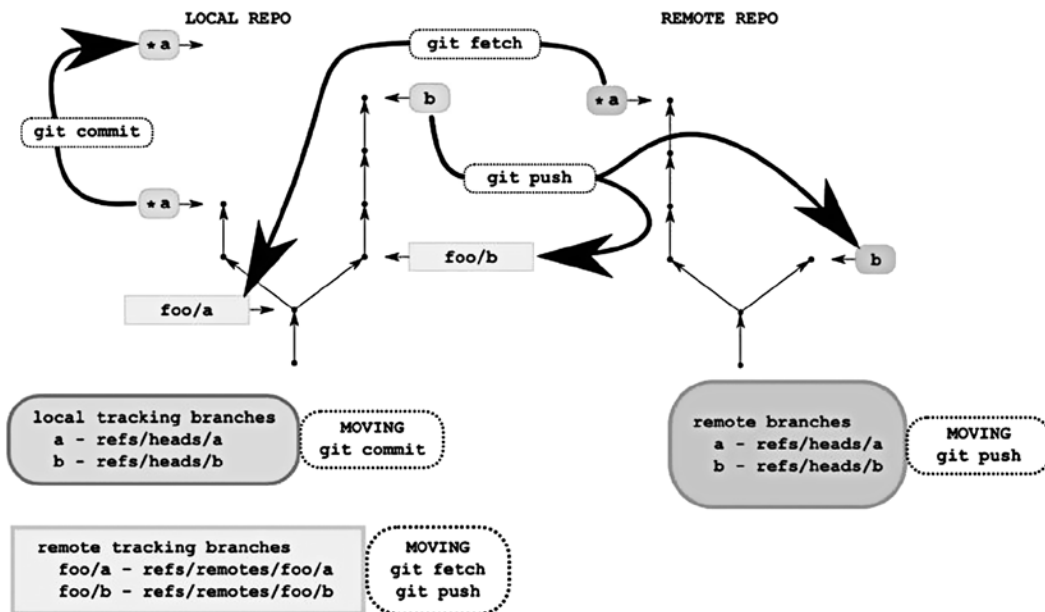 LOCAL REPO
REMOTE REPO
* a
git fetch
b
* a
git commit
git push
* a
foo/b
b
foo/a
local tracking branches
a - refs/heads/a
b - refs/heads/b
MOVING
git commit
remote branches
a - refs/heads/a
b - refs/heads/b
MOVING
git push
remote tracking branches
foo/a - refs/remotes/foo/a
foo/b - refs/remotes/foo/b
MOVING
git fetch
git push